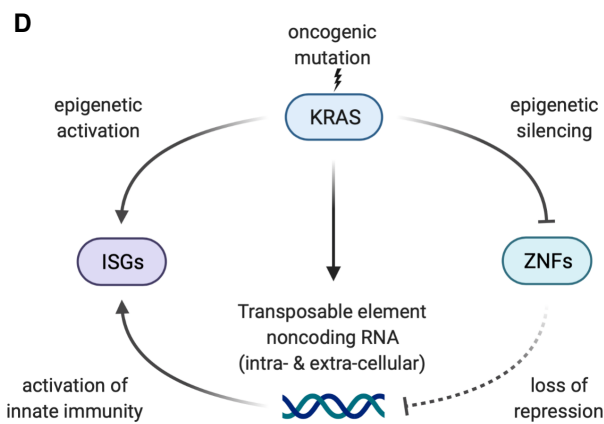 D
oncogenic
mutation
KRAS
epigenetic
activation
epigenetic
silencing
ISGs
ZNFs
Transposable element
noncoding RNA
(intra- & extra-cellular)
activation of
innate immunity
loss of
repression